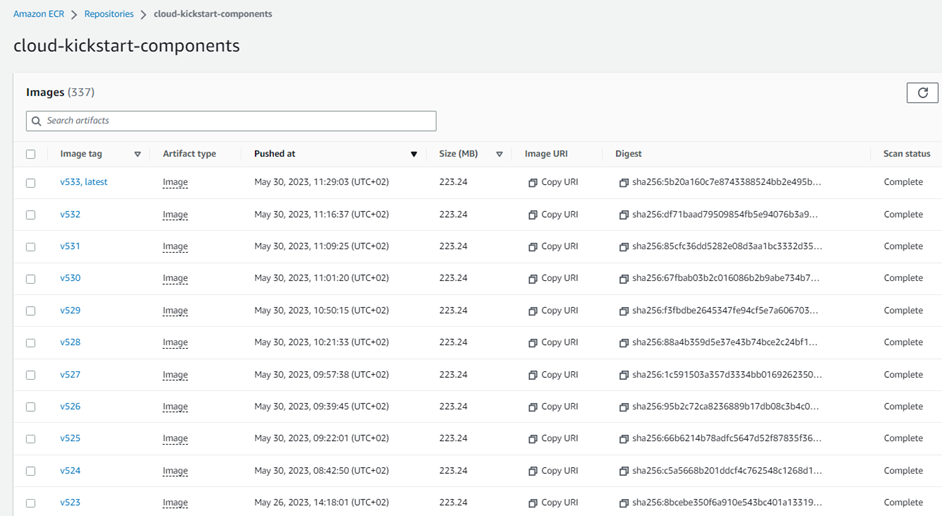 Amazon ECR > Repositories > cloud-kickstart-components
cloud-kickstart-components
Images (337)
Search artifacts
Image tag Artifact type Pushed at Size (MB) Image URI Digest Scan status
v533, latest Image May 30, 2023, 11:29:03 (UTC+02) 223.24 Copy URI sha256:5b20a160c7e8743388524bb2e495b... Complete
v532 Image May 30, 2023, 11:16:37 (UTC+02) 223.24 Copy URI sha256:df71baad79509854fb5e94076b3a9... Complete
v531 Image May 30, 2023, 11:09:25 (UTC+02) 223.24 Copy URI sha256:85cfc36dd5282e08d3aa1bc3332d35... Complete
v530 Image May 30, 2023, 11:01:20 (UTC+02) 223.24 Copy URI sha256:67fbab03b2c016086b2b9abe734b7... Complete
v529 Image May 30, 2023, 10:50:15 (UTC+02) 223.24 Copy URI sha256:f3fbdbe2645347fe94cf5e7a606703... Complete
v528 Image May 30, 2023, 10:21:33 (UTC+02) 223.24 Copy URI sha256:88a4b359d5e37e43b74bce2c24bf1... Complete
v527 Image May 30, 2023, 09:57:38 (UTC+02) 223.24 Copy URI sha256:1c591503a357d3334bb0169262350... Complete
v526 Image May 30, 2023, 09:39:45 (UTC+02) 223.24 Copy URI sha256:95b2c72ca8236889b17db08c3b4c0... Complete
v525 Image May 30, 2023, 09:22:01 (UTC+02) 223.24 Copy URI sha256:66b6214b78adfc5647d52f87835f36... Complete
v524 Image May 30, 2023, 08:42:50 (UTC+02) 223.24 Copy URI sha256:c5a5668b201ddcf4c762548c1268d1... Complete
v523 Image May 26, 2023, 14:18:01 (UTC+02) 223.24 Copy URI sha256:8bcebe350f6a910e543bc401a13319... Complete